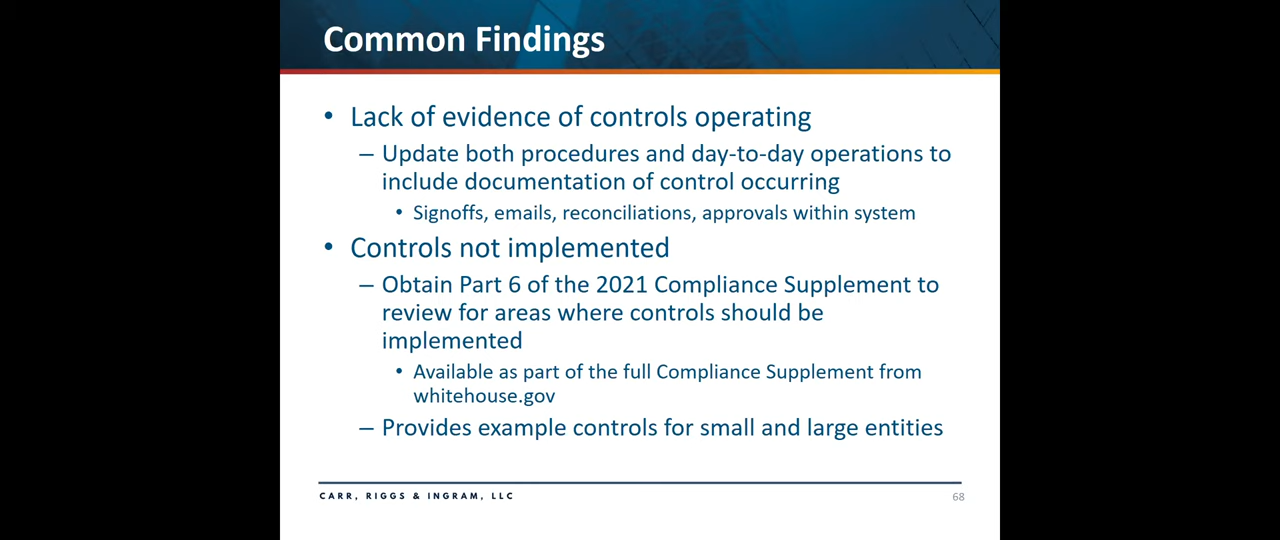 Common Findings
• Lack of evidence of controls operating
– Update both procedures and day-to-day operations to
include documentation of control occurring
• Signoffs, emails, reconciliations, approvals within system
• Controls not implemented
– Obtain Part 6 of the 2021 Compliance Supplement to
review for areas where controls should be
implemented
• Available as part of the full Compliance Supplement from
whitehouse.gov
– Provides example controls for small and large entities
CARR, RIGGS & INGRAM, LLC
68